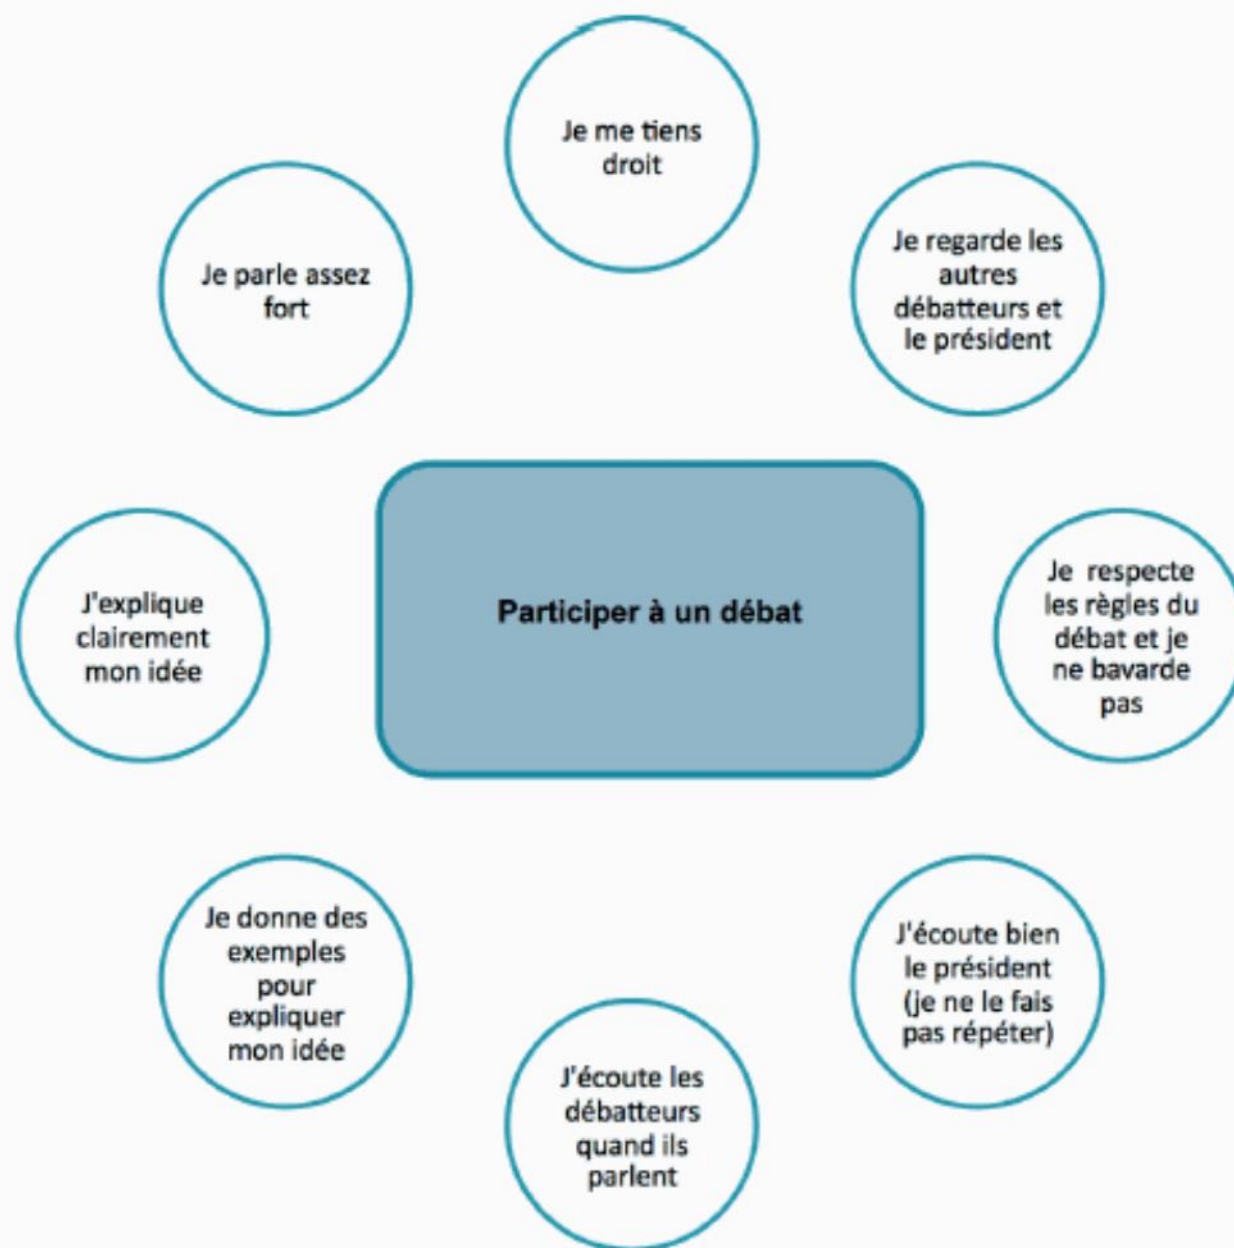 Je me tiens
droit
Je regarde les
autres
débatteurs et
le président
Je respecte
les règles du
débat et je
ne bavarde
pas
J'écoute bien
le président
(je ne le fais
pas répéter)
J'écoute les
débatteurs
quand ils
parlent
Je donne des
exemples
pour
expliquer
mon idée
J'explique
clairement
mon idée
Je parle assez
fort
Participer à un débat